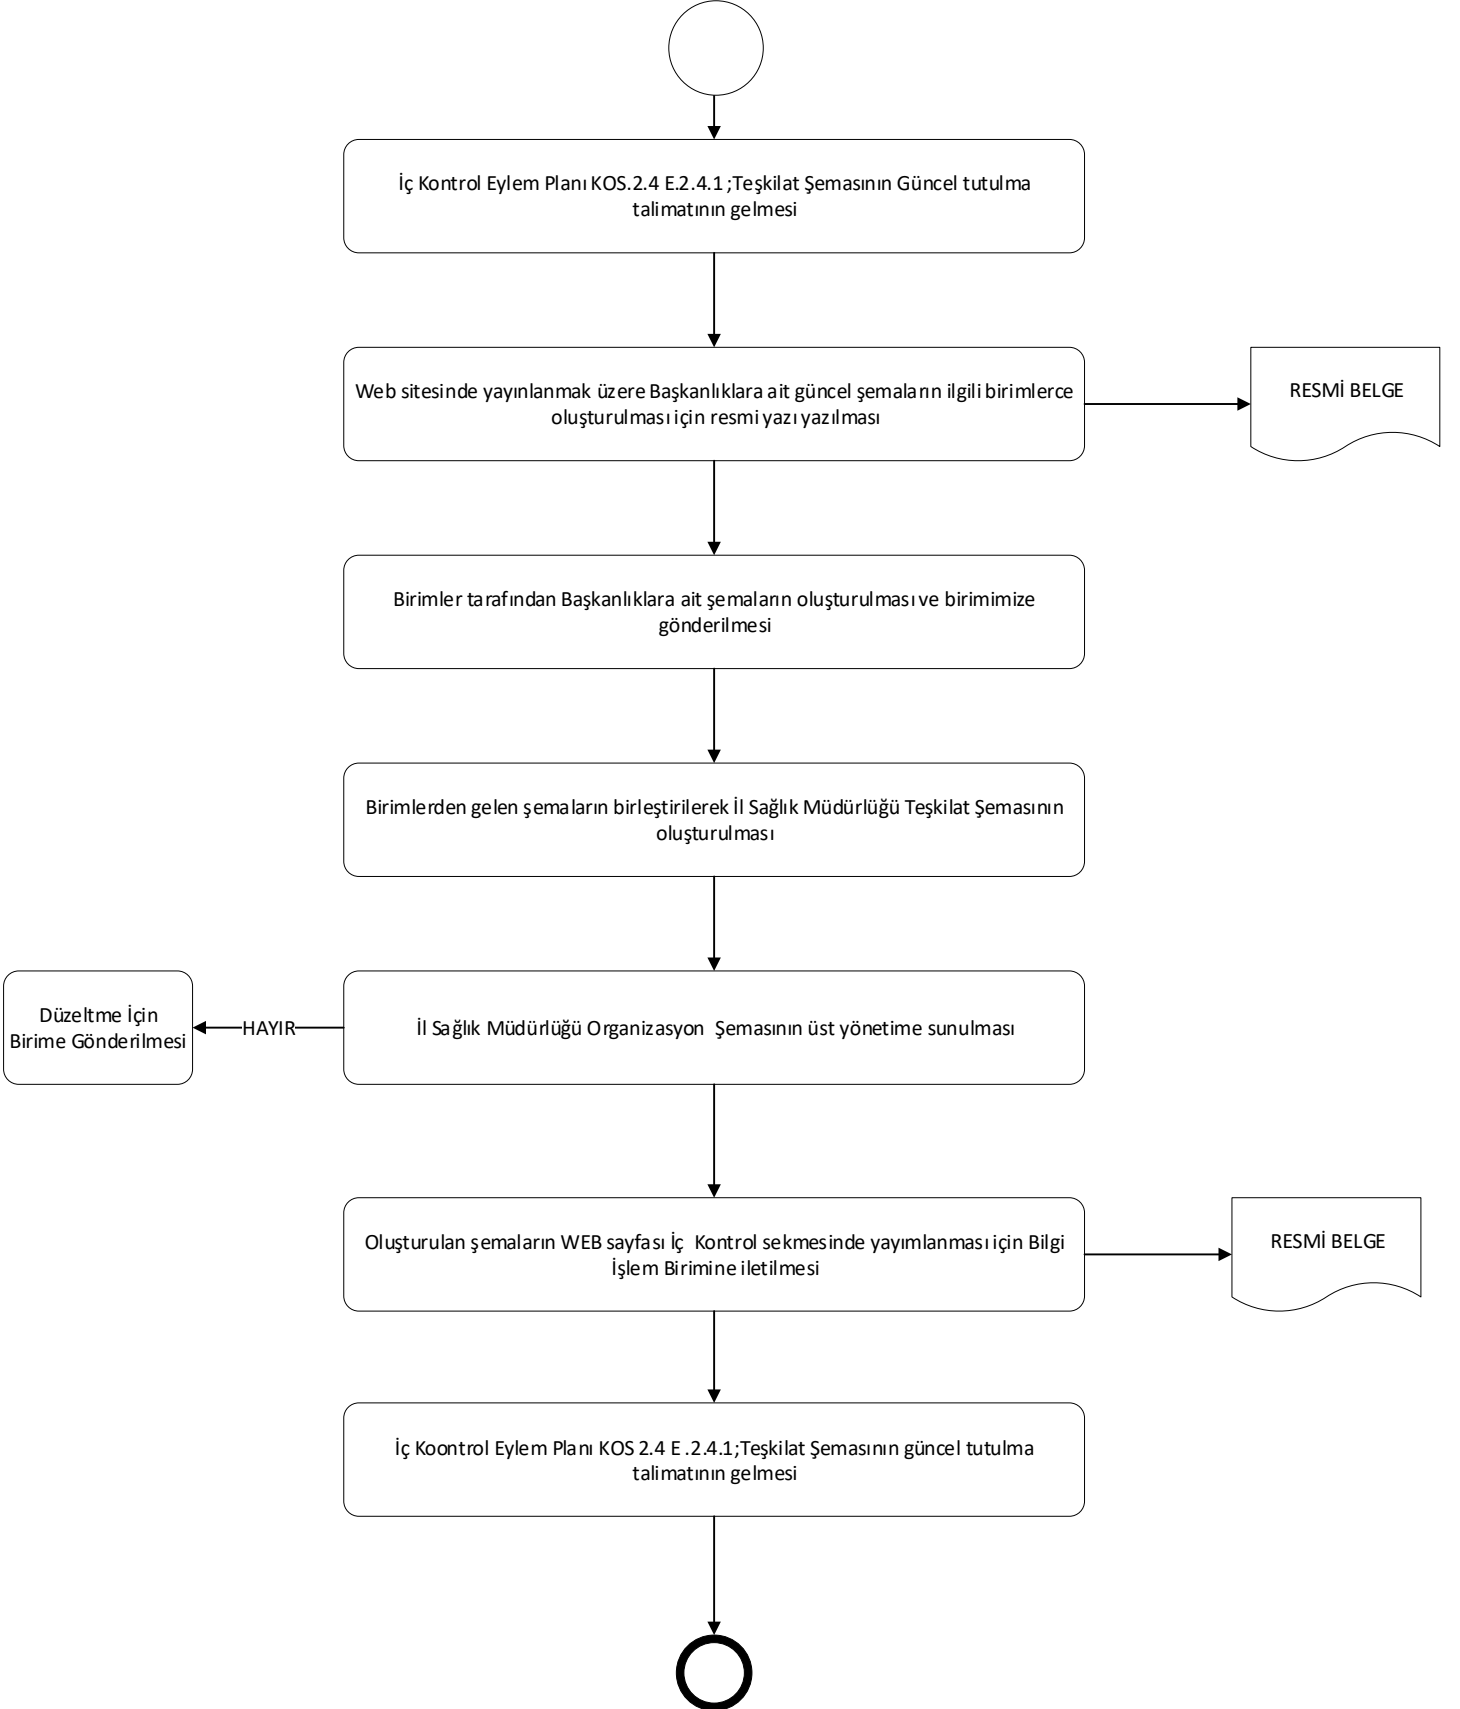 İç Kontrol Eylem Planı KOS.2.4 E.2.4.1 ;Teşkilat Şemasının Güncel tutulma
talimatının gelmesi
Web sitesinde yayınlanmak üzere Başkanlıklara ait güncel şemaların ilgili birimlerce
oluşturulması için resmi yazı yazılması
RESMİ BELGE
Birimler tarafından Başkanlıklara ait şemaların oluşturulması ve birimimize
gönderilmesi
Birimlerden gelen şemaların birleştirilerek İl Sağlık Müdürlüğü Teşkilat Şemasının
oluşturulması
Düzeltme İçin
Birime Gönderilmesi
HAYIR
İl Sağlık Müdürlüğü Organizasyon Şemasının üst yönetime sunulması
Oluşturulan şemaların WEB sayfası İç Kontrol sekmesinde yayımlanması için Bilgi
İşlem Birimine iletilmesi
RESMİ BELGE
İç Koontrol Eylem Planı KOS 2.4 E .2.4.1;Teşkilat Şemasının güncel tutulma
talimatının gelmesi